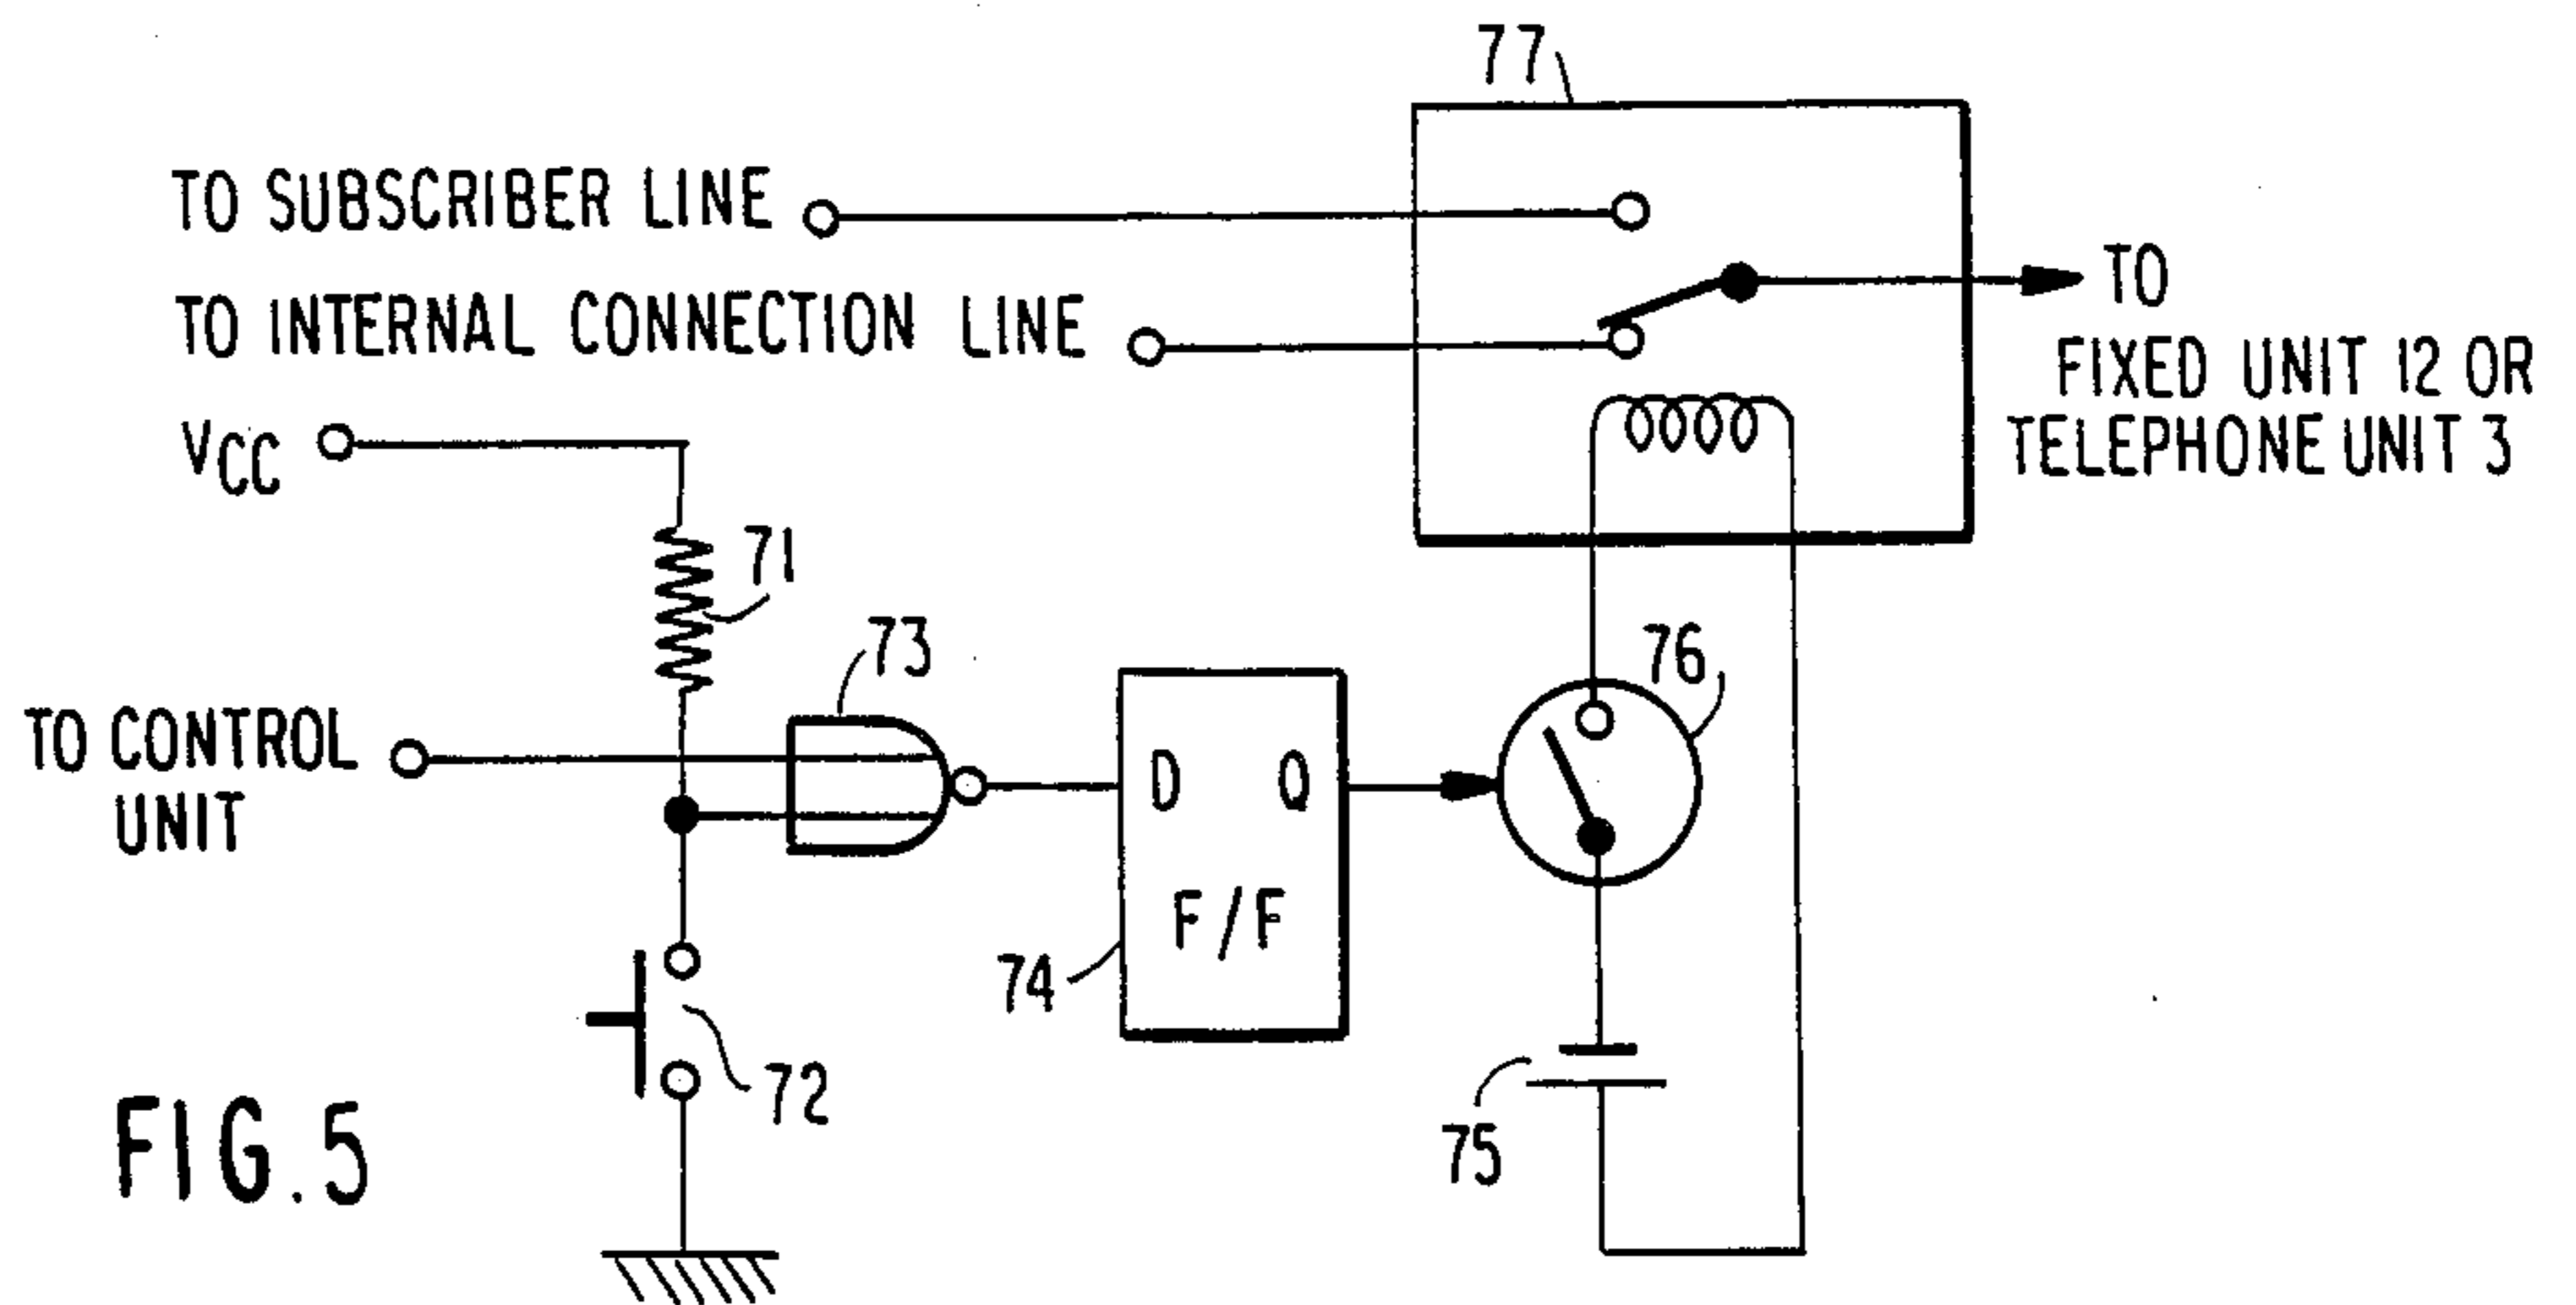 77
TO SUBSCRIBER LINE
TO INTERNAL CONNECTION LINE
TO
FIXED UNIT 12 OR
TELEPHONE UNIT 3
VCC
71
73
76
TO CONTROL
UNIT
D Q
F/F
74
72
75
FIG. 5